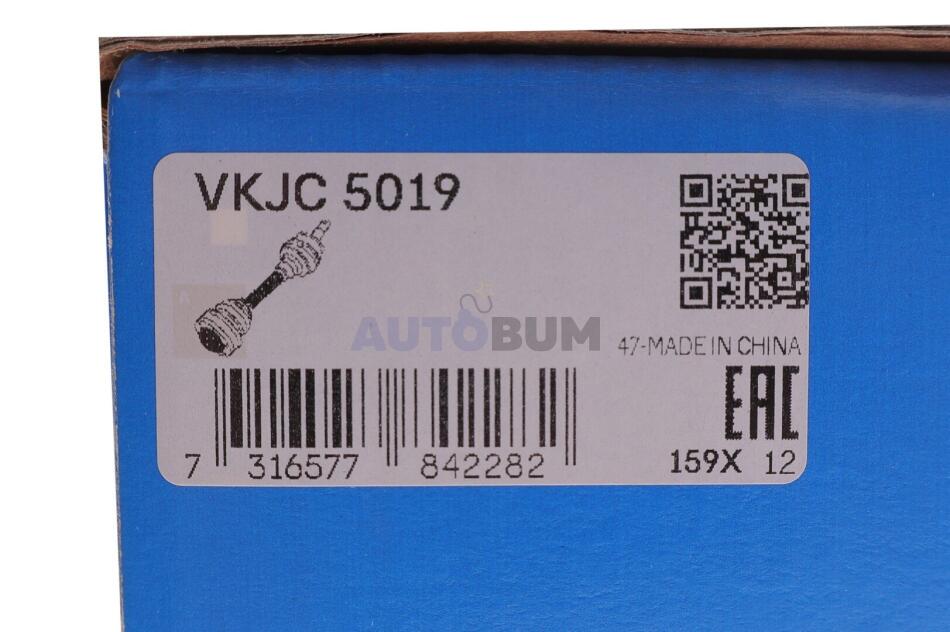 VKJC 5019
AUTOBUM
47-MADE IN CHINA
EAC
7 316577 842282
159X 12